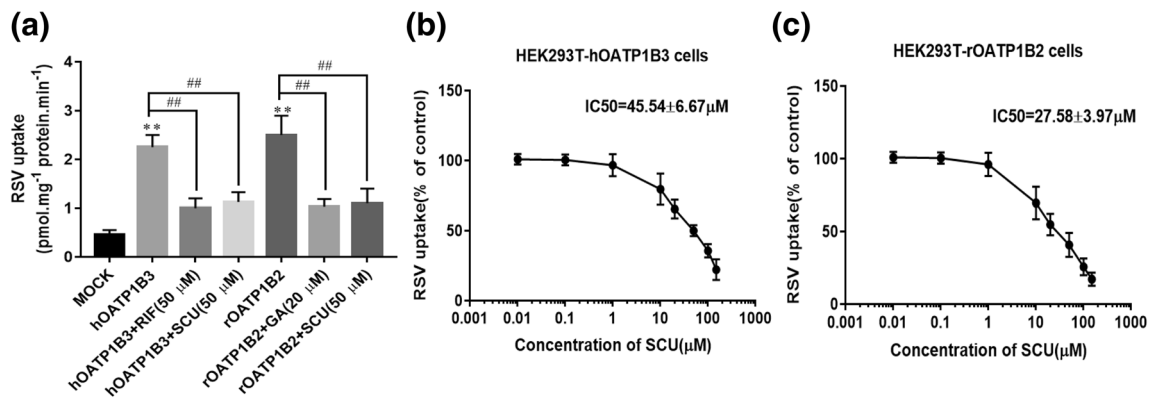 (a)
RSV uptake
(pmol.mg⁻¹ protein.min⁻¹)
4
3
2
1
0
##
##
**
##
##
**
MOCK
hOATP1B3
hOATP1B3+RIF(50 μM)
hOATP1B3+SCU(50 μM)
rOATP1B2
rOATP1B2+GA(20 μM)
rOATP1B2+SCU(50 μM)
(b)
HEK293T-hOATP1B3 cells
IC50=45.54±6.67μM
RSV uptake(% of control)
150
100
50
0
0.001 0.01 0.1 1 10 100 1000
Concentration of SCU(μM)
(c)
HEK293T-rOATP1B2 cells
IC50=27.58±3.97μM
RSV uptake(% of control)
150
100
50
0
0.001 0.01 0.1 1 10 100 1000
Concentration of SCU(μM)